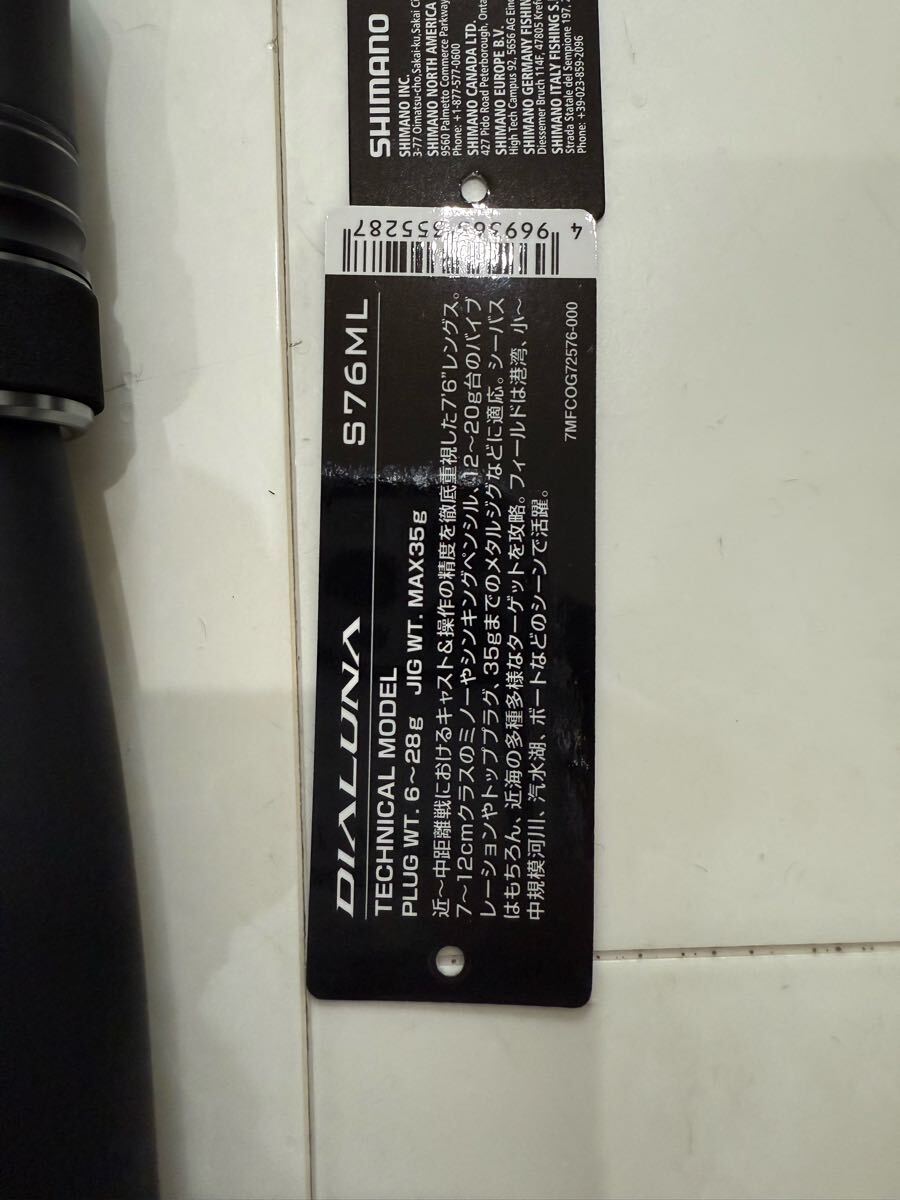 SHIMANO
SHIMANO INC.
3-77 Oimatsu-cho, Sakai-ku, Sakai
SHIMANO NORTH AMERICA
9560 Palmetto Commerce Parkway
Phone: +1-877-577-0600
SHIMANO CANADA LTD.
427 Pido Road Peterborough, Onta
SHIMANO EUROPE B.V.
High Tech Campus 92, 5656 AG Ein
SHIMANO GERMANY FISHING
Diessemer Bruch 114F, 47805 Kref
SHIMANO ITALY FISHING S.
Strada Statale del Sempione 197, 2
Phone: +39-023-859-2096
DIALUNA S76ML
TECHNICAL MODEL
PLUG WT. 6~28g JIG WT. MAX35g
近~中距離戦におけるキャスト&操作の精度を徹底重視した7'6"レングス。
7~12cmクラスのミノーやシンキングペンシル、12~20g台のバイブ
レーションやトッププラグ、35gまでのメタルジグなどに適応。シーバス
はもちろん、近海の多種多様なターゲットを攻略。フィールドは港湾、小~
中規模河川、汽水湖、ボートなどのシーンで活躍。
7MFCOG72576-000
4 969363 355287